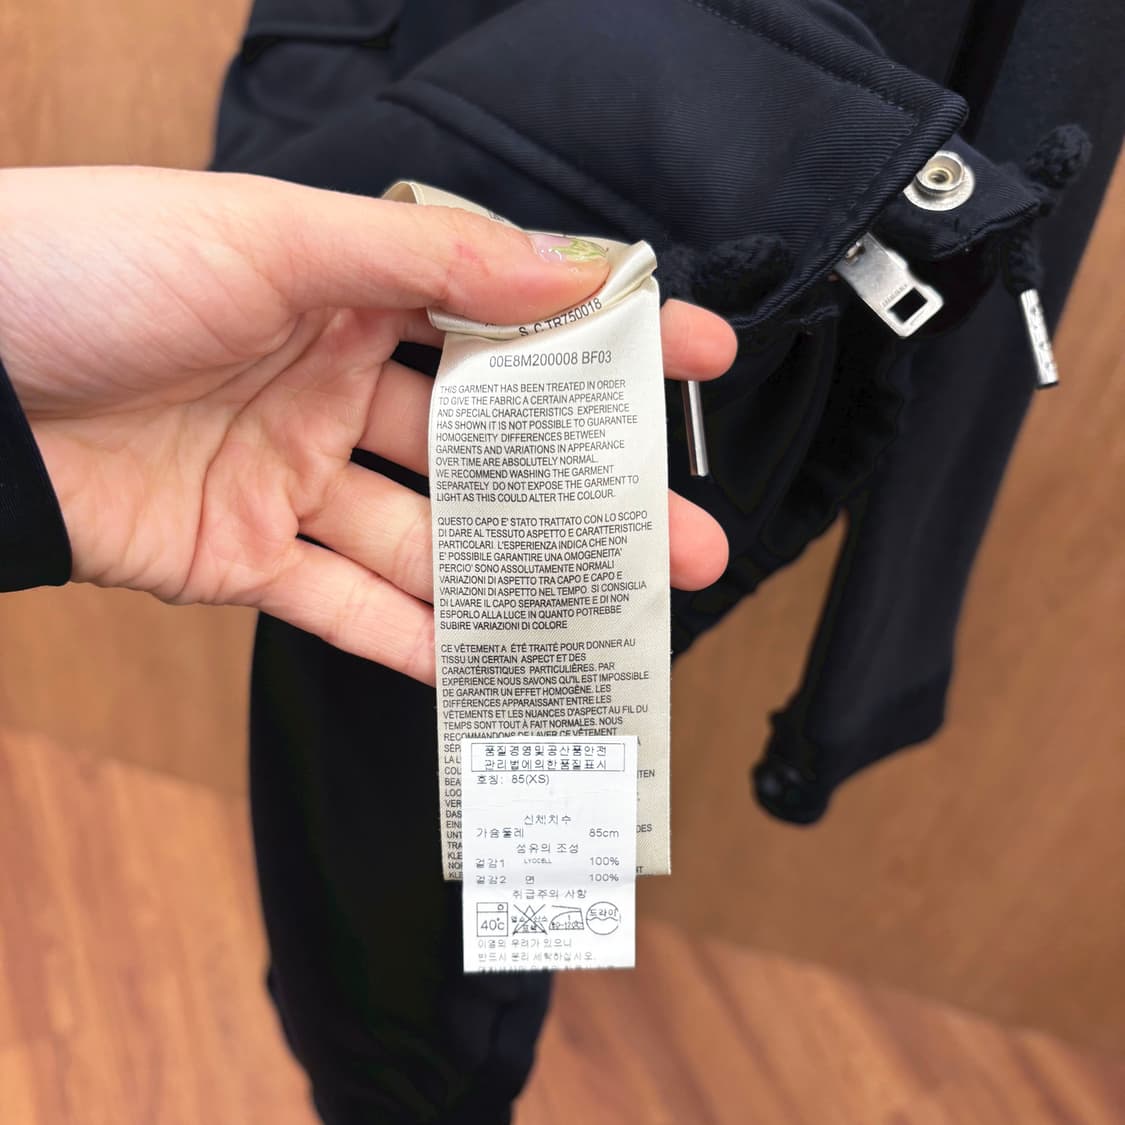 S.C.TR750018
00E8M200008 BF03
THIS GARMENT HAS BEEN TREATED IN ORDER
TO GIVE THE FABRIC A CERTAIN APPEARANCE
AND SPECIAL CHARACTERISTICS EXPERIENCE
HAS SHOWN IT IS NOT POSSIBLE TO GUARANTEE
HOMOGENEITY DIFFERENCES BETWEEN
GARMENTS AND VARIATIONS IN APPEARANCE
OVER TIME ARE ABSOLUTELY NORMAL.
WE RECOMMEND WASHING THE GARMENT
SEPARATELY DO NOT EXPOSE THE GARMENT TO
LIGHT AS THIS COULD ALTER THE COLOUR.
QUESTO CAPO E' STATO TRATTATO CON LO SCOPO
DI DARE AL TESSUTO ASPETTO E CARATTERISTICHE
PARTICOLARI. L'ESPERIENZA INDICA CHE NON
E' POSSIBILE GARANTIRE UNA OMOGENEITA'
PERCIO' SONO ASSOLUTAMENTE NORMALI
VARIAZIONI DI ASPETTO TRA CAPO E CAPO E
VARIAZIONI DI ASPETTO NEL TEMPO. SI CONSIGLIA
DI LAVARE IL CAPO SEPARATAMENTE E DI NON
ESPORLO ALLA LUCE IN QUANTO POTREBBE
SUBIRE VARIAZIONI DI COLORE
CE VÊTEMENT A ÉTÉ TRAITÉ POUR DONNER AU
TISSU UN CERTAIN ASPECT ET DES
CARACTÉRISTIQUES PARTICULIÈRES. PAR
EXPÉRIENCE NOUS SAVONS QU'IL EST IMPOSSIBLE
DE GARANTIR UN EFFET HOMOGÈNE. LES
DIFFÉRENCES APPARAISSANT ENTRE LES
VÊTEMENTS ET LES NUANCES D'ASPECT AU FIL DU
TEMPS SONT TOUT À FAIT NORMALES. NOUS
RECOMMANDONS DE LAVER CE VÊTEMENT
품질경영및공산품안전
관리법에의한품질표시
호칭: 85(XS)
신체치수
가슴둘레 85cm
섬유의 조성
겉감1 LYOCELL 100%
겉감2 면 100%
취급주의 사항
40℃ 드라이
이염의 우려가 있으니
반드시 분리 세탁하십시오.